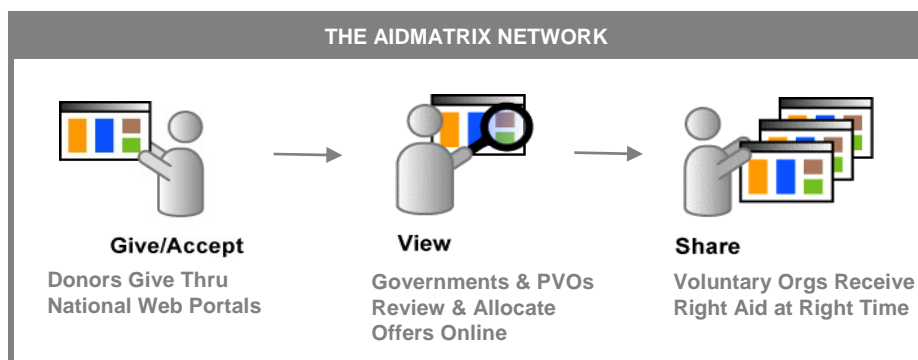 THE AIDMATRIX NETWORK
Give/Accept
Donors Give Thru
National Web Portals
View
Governments & PVOs
Review & Allocate
Offers Online
Share
Voluntary Orgs Receive
Right Aid at Right Time